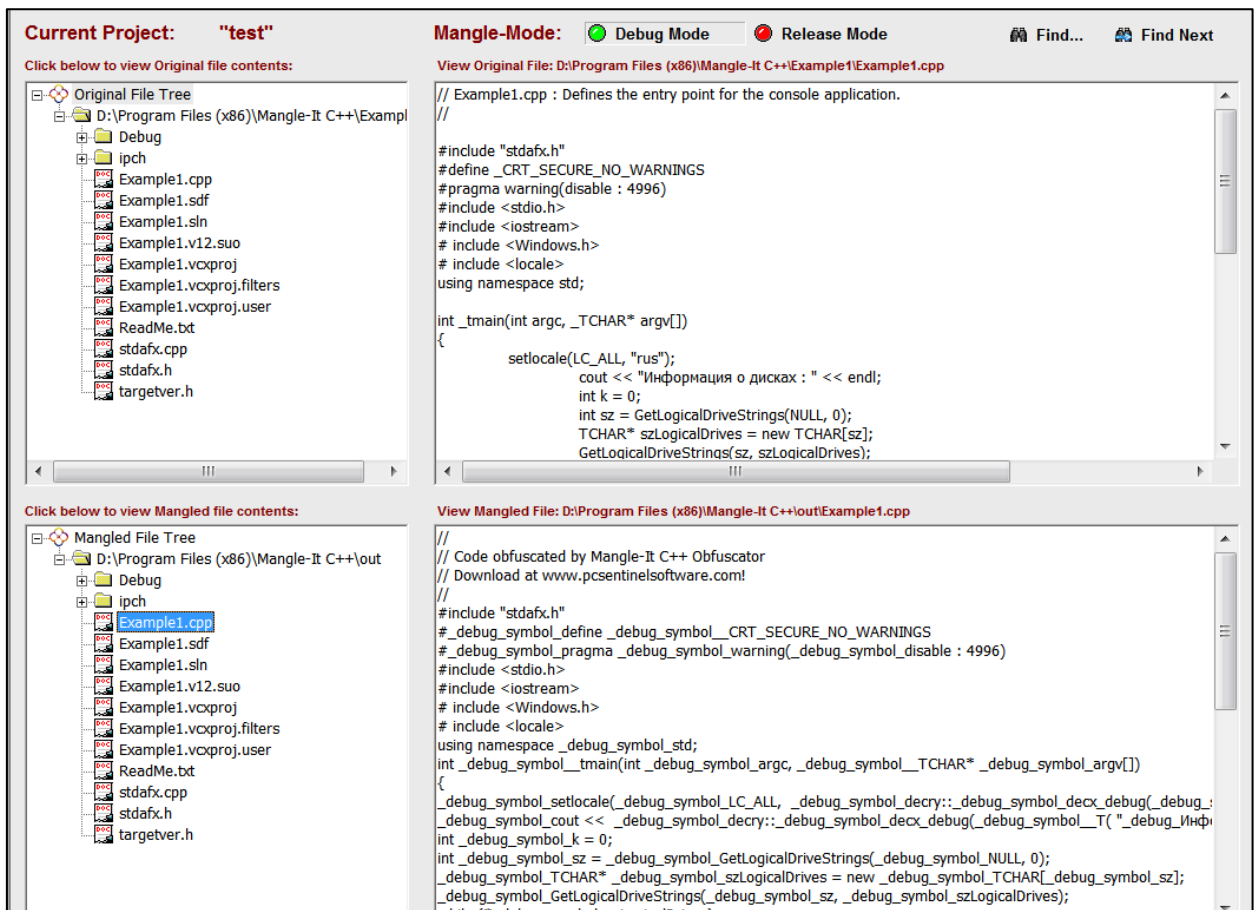 Current Project: "test" Mangle-Mode: Debug Mode Release Mode Find... Find Next
Click below to view Original file contents:
Original File Tree
D:\Program Files (x86)\Mangle-It C++\Exampl
Debug
ipch
Example1.cpp
Example1.sdf
Example1.sln
Example1.v12.suo
Example1.vcxproj
Example1.vcxproj.filters
Example1.vcxproj.user
ReadMe.txt
stdafx.cpp
stdafx.h
targetver.h
View Original File: D:\Program Files (x86)\Mangle-It C++\Example1\Example1.cpp
// Example1.cpp : Defines the entry point for the console application.
//
#include "stdafx.h"
#define _CRT_SECURE_NO_WARNINGS
#pragma warning(disable : 4996)
#include <stdio.h>
#include <iostream>
# include <Windows.h>
# include <locale>
using namespace std;
int _tmain(int argc, _TCHAR* argv[])
{
setlocale(LC_ALL, "rus");
cout << "Информация о дисках : " << endl;
int k = 0;
int sz = GetLogicalDriveStrings(NULL, 0);
TCHAR* szLogicalDrives = new TCHAR[sz];
GetLogicalDriveStrings(sz, szLogicalDrives);
Click below to view Mangled file contents:
Mangled File Tree
D:\Program Files (x86)\Mangle-It C++\out
Debug
ipch
Example1.cpp
Example1.sdf
Example1.sln
Example1.v12.suo
Example1.vcxproj
Example1.vcxproj.filters
Example1.vcxproj.user
ReadMe.txt
stdafx.cpp
stdafx.h
targetver.h
View Mangled File: D:\Program Files (x86)\Mangle-It C++\out\Example1.cpp
//
// Code obfuscated by Mangle-It C++ Obfuscator
// Download at www.pcsentinelsoftware.com!
//
#include "stdafx.h"
#_debug_symbol_define _debug_symbol__CRT_SECURE_NO_WARNINGS
#_debug_symbol_pragma _debug_symbol_warning(_debug_symbol_disable : 4996)
#include <stdio.h>
#include <iostream>
# include <Windows.h>
# include <locale>
using namespace _debug_symbol_std;
int _debug_symbol__tmain(int _debug_symbol_argc, _debug_symbol__TCHAR* _debug_symbol_argv[])
{
_debug_symbol_setlocale(_debug_symbol_LC_ALL, _debug_symbol_decry::_debug_symbol_decx_debug(_debug_
_debug_symbol_cout << _debug_symbol_decry::_debug_symbol_decx_debug(_debug_symbol__T( "_debug_Инф
int _debug_symbol_k = 0;
int _debug_symbol_sz = _debug_symbol_GetLogicalDriveStrings(_debug_symbol_NULL, 0);
_debug_symbol_TCHAR* _debug_symbol_szLogicalDrives = new _debug_symbol_TCHAR[_debug_symbol_sz];
_debug_symbol_GetLogicalDriveStrings(_debug_symbol_sz, _debug_symbol_szLogicalDrives);